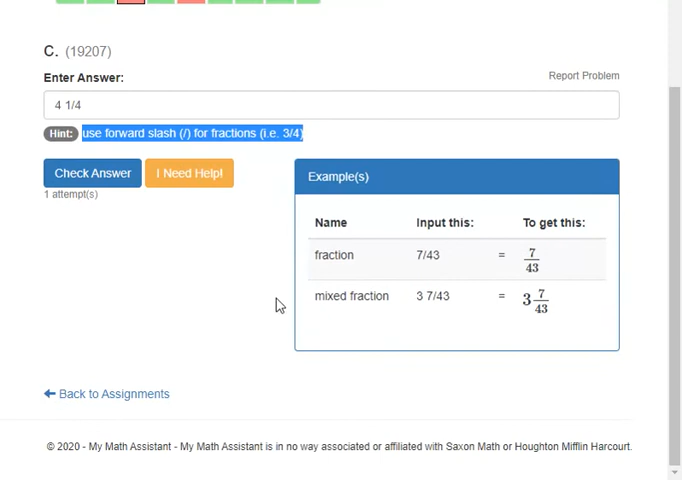 C. (19207)
Enter Answer:
Report Problem
4 1/4
Hint: use forward slash (/) for fractions (i.e. 3/4)
Check Answer I Need Help!
1 attempt(s)
Example(s)
Name Input this: To get this:
fraction 7/43 = 7/43
mixed fraction 3 7/43 = 3 7/43
Back to Assignments
© 2020 - My Math Assistant - My Math Assistant is in no way associated or affiliated with Saxon Math or Houghton Mifflin Harcourt.